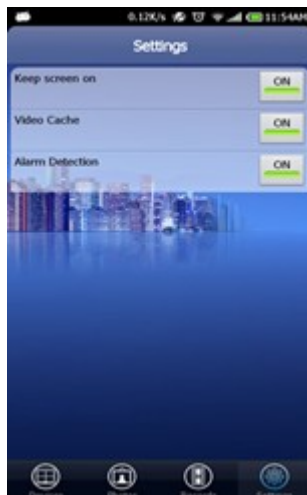 0.12K/s 11:54AM
Settings
Keep screen on ON
Video Cache ON
Alarm Detection ON